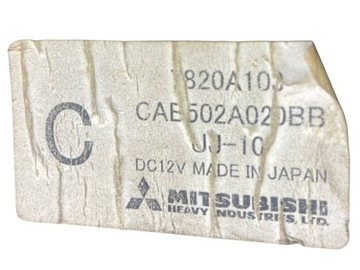 7820A103
C
CAE502A020BB
JJ-10
DC12V MADE IN JAPAN
MITSUBISHI
HEAVY INDUSTRIES, LTD.